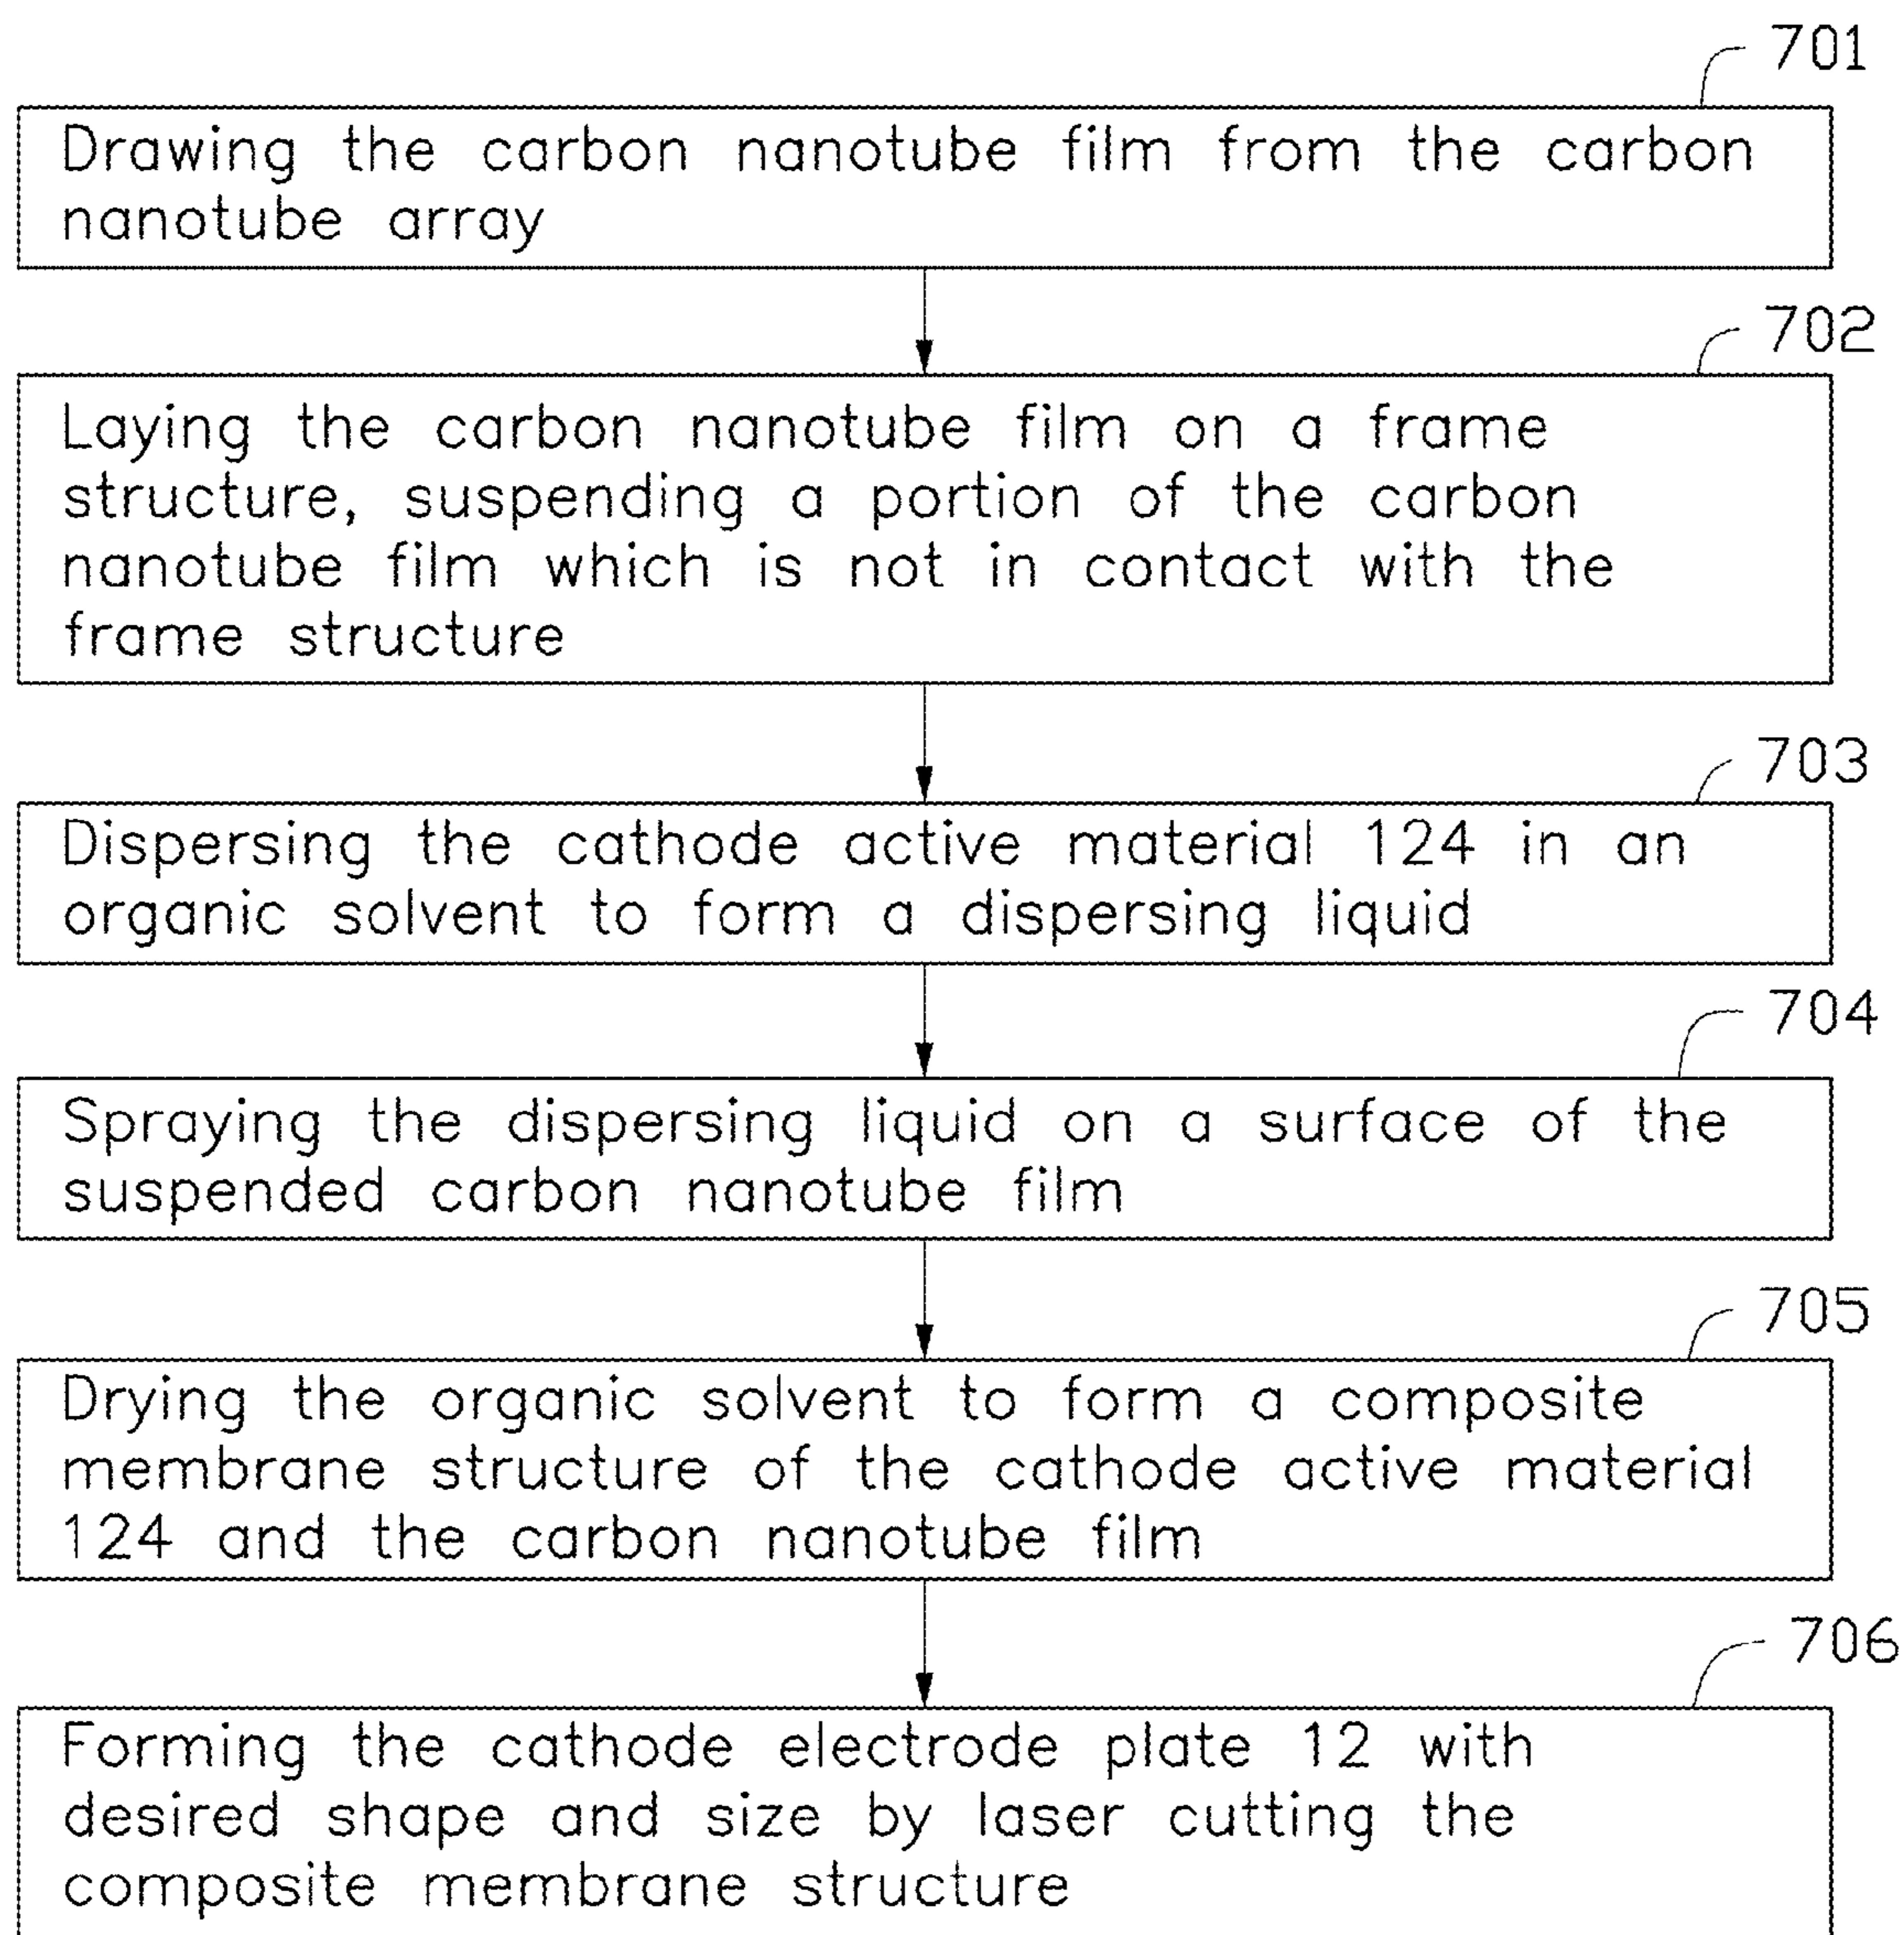 701
Drawing the carbon nanotube film from the carbon
nanotube array
702
Laying the carbon nanotube film on a frame
structure, suspending a portion of the carbon
nanotube film which is not in contact with the
frame structure
703
Dispersing the cathode active material 124 in an
organic solvent to form a dispersing liquid
704
Spraying the dispersing liquid on a surface of the
suspended carbon nanotube film
705
Drying the organic solvent to form a composite
membrane structure of the cathode active material
124 and the carbon nanotube film
706
Forming the cathode electrode plate 12 with
desired shape and size by laser cutting the
composite membrane structure